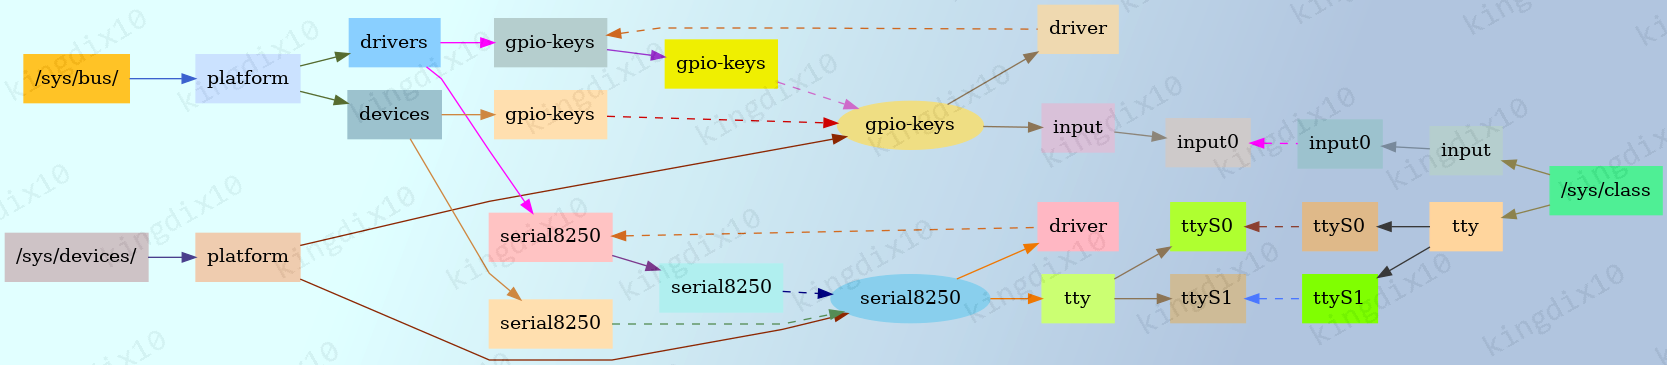 /sys/bus/
platform
drivers
devices
gpio-keys
gpio-keys
gpio-keys
gpio-keys
driver
input
input0
input0
input
/sys/class
/sys/devices/
platform
serial8250
serial8250
serial8250
serial8250
driver
tty
ttyS0
ttyS1
ttyS0
ttyS1
tty
kingdix10